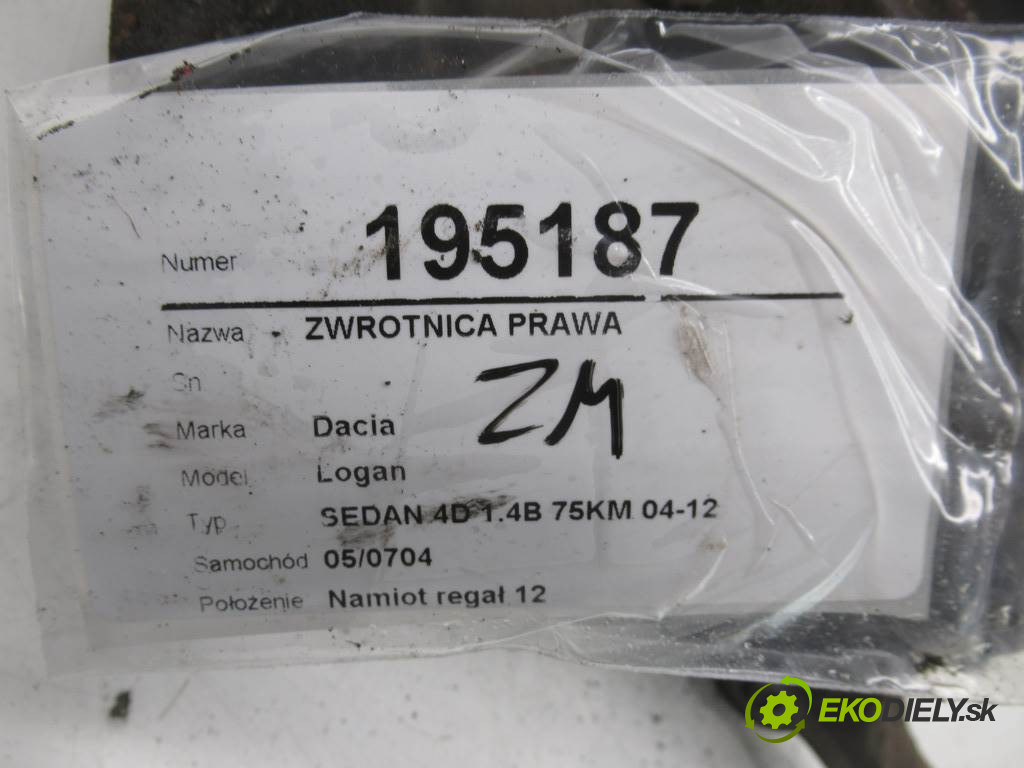 Numer 195187
Nazwa ZWROTNICA PRAWA
Sn
ZM
Marka Dacia
Model Logan
Typ SEDAN 4D 1.4B 75KM 04-12
Samochód 05/0704
Położenie Namiot regał 12
EKODIELY.sk